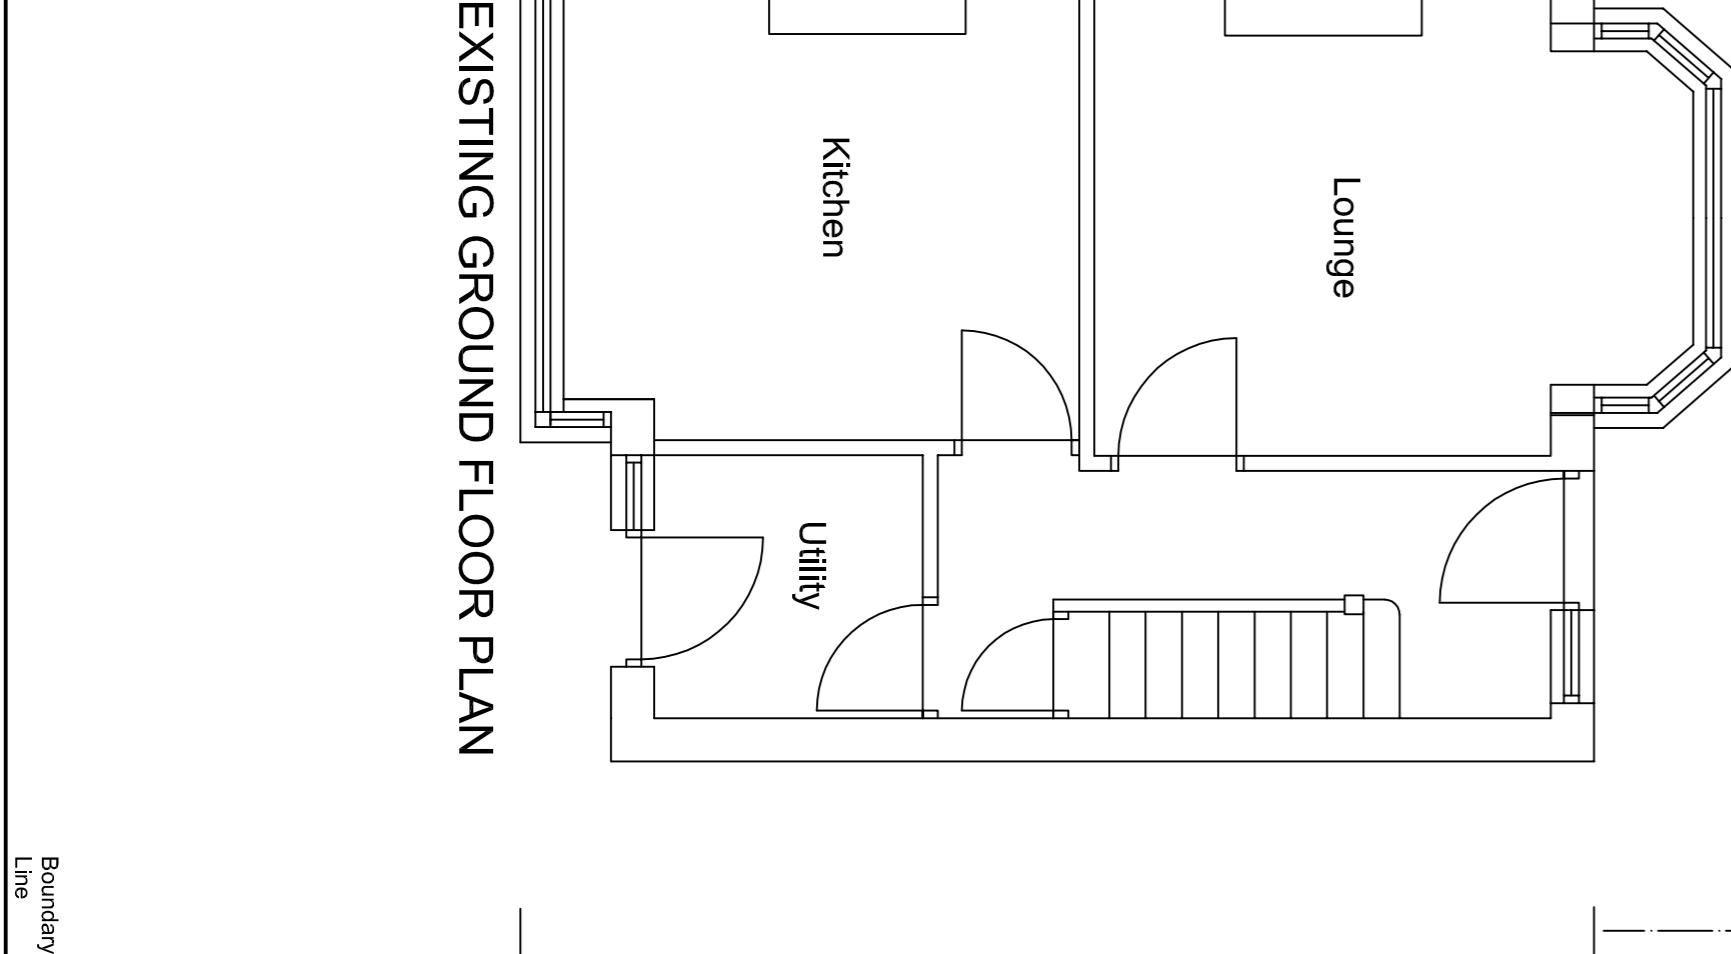 Lounge
Kitchen
Utility
EXISTING GROUND FLOOR PLAN
Boundary
Line